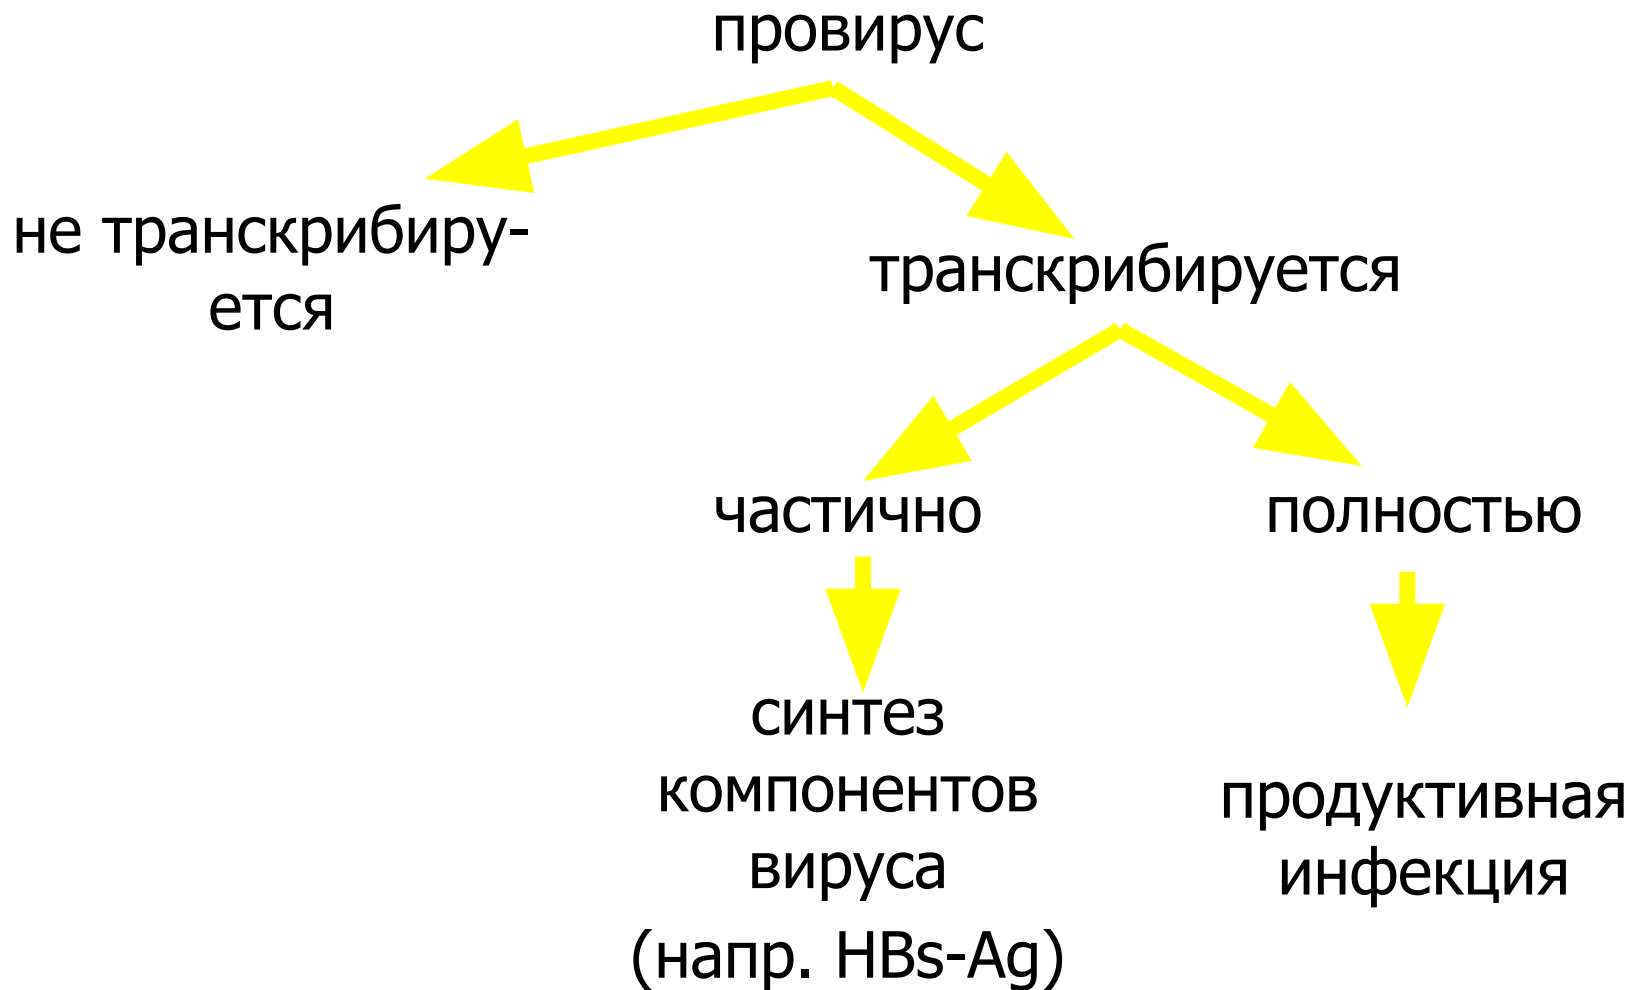 провирус
не транскрибиру-
ется
транскрибируется
частично
полностью
синтез
компонентов
вируса
(напр. HBs-Ag)
продуктивная
инфекция